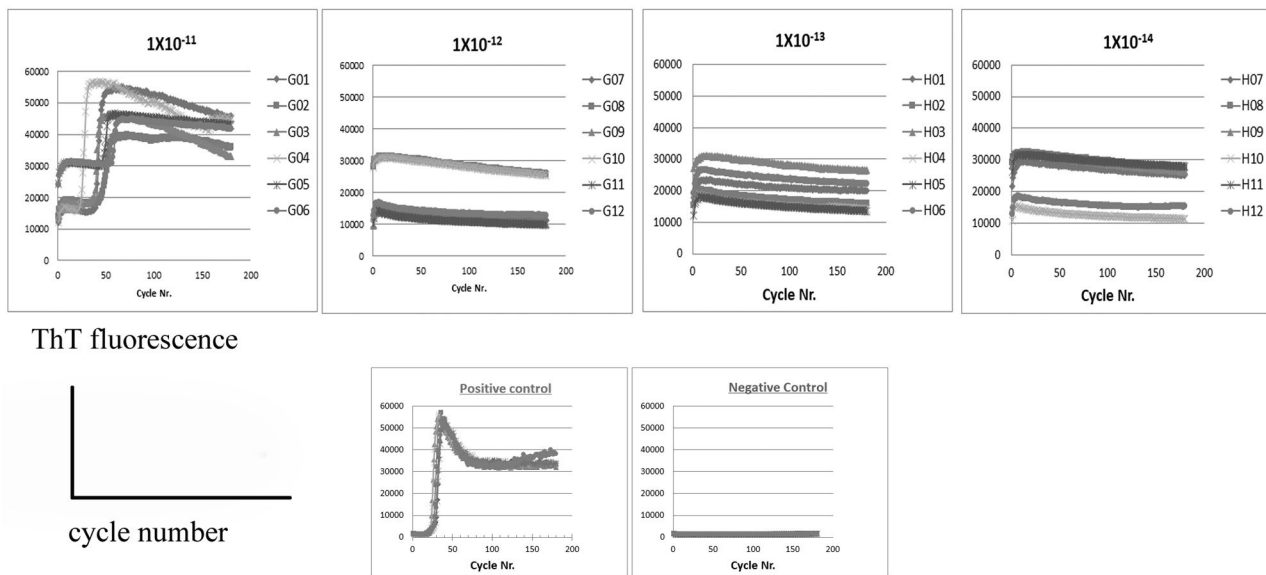 1X10⁻¹¹
60000
50000
40000
30000
20000
10000
0
0 50 100 150 200
Cycle Nr.
G01
G02
G03
G04
G05
G06
1X10⁻¹²
60000
50000
40000
30000
20000
10000
0
0 50 100 150 200
Cycle Nr.
G07
G08
G09
G10
G11
G12
1X10⁻¹³
60000
50000
40000
30000
20000
10000
0
0 50 100 150 200
Cycle Nr.
H01
H02
H03
H04
H05
H06
1X10⁻¹⁴
60000
50000
40000
30000
20000
10000
0
0 50 100 150 200
Cycle Nr.
H07
H08
H09
H10
H11
H12
ThT fluorescence
cycle number
Positive control
60000
50000
40000
30000
20000
10000
0
0 50 100 150 200
Cycle Nr.
Negative Control
60000
50000
40000
30000
20000
10000
0
0 50 100 150 200
Cycle Nr.